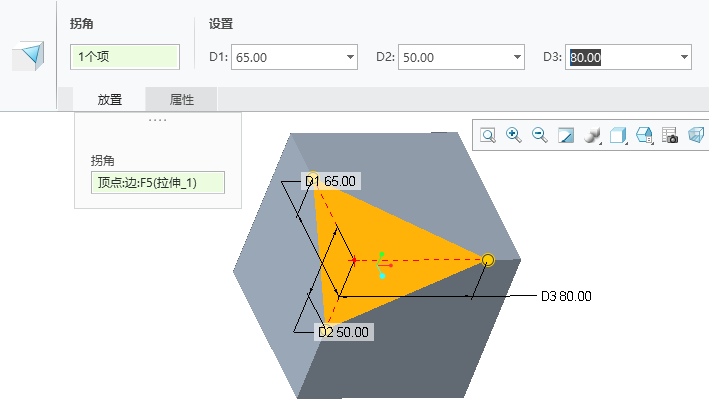 拐角
设置
1个项
D1: 65.00
D2: 50.00
D3: 80.00
放置
属性
拐角
顶点:边:F5(拉伸_1)
D1 65.00
D3 80.00
D2 50.00